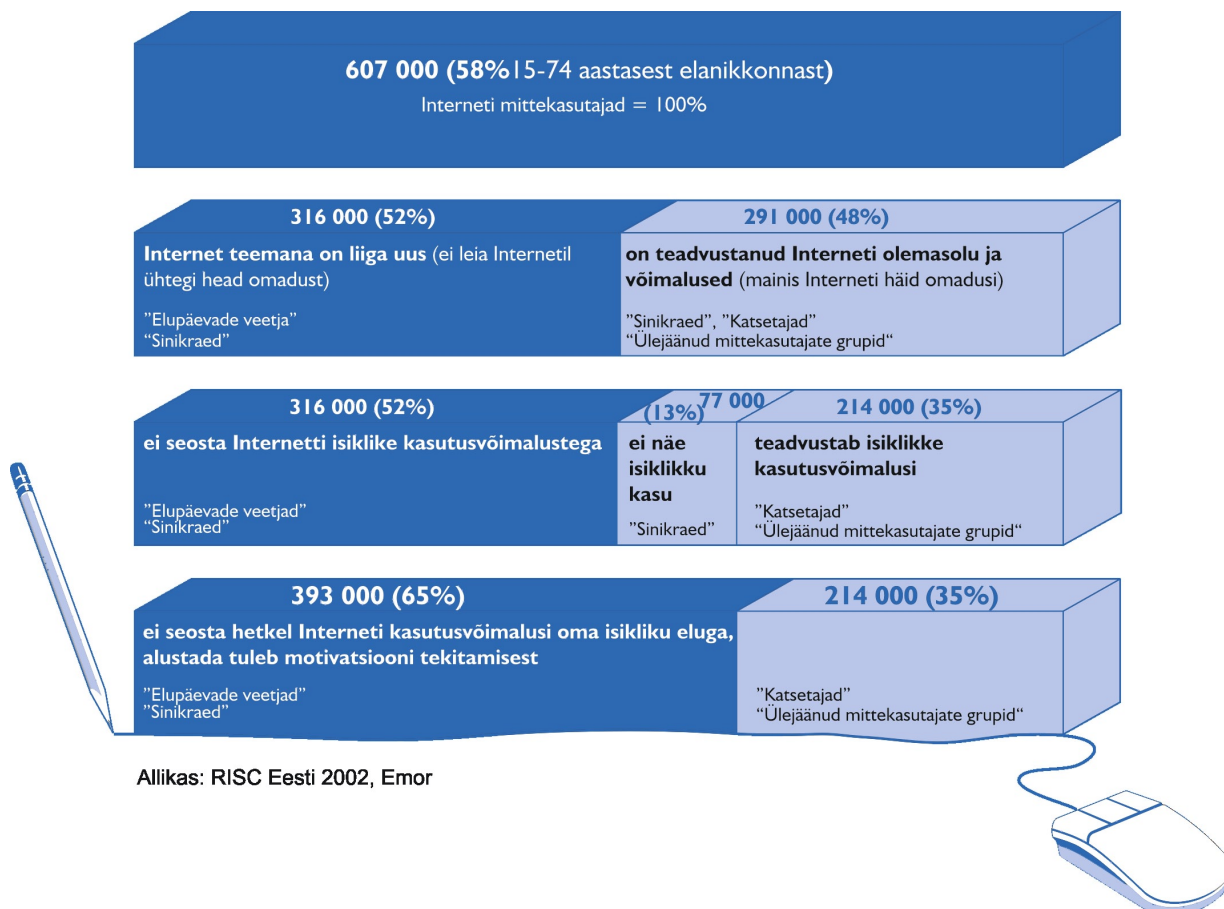 607 000 (58%15-74 aastasest elanikkonnast)
Interneti mittekasutajad = 100%
316 000 (52%)
291 000 (48%)
Internet teemana on liiga uus (ei leia Internetil
ühtegi head omadust)
”Elupäevade veetja”
“Sinikraed”
on teadvustanud Interneti olemasolu ja
võimalused (mainis Interneti häid omadusi)
”Sinikraed”, ”Katsetajad”
“Ülejäänud mittekasutajate grupid“
316 000 (52%)
77 000
(13%)
214 000 (35%)
ei seosta Internetti isiklike kasutusvõimalustega
”Elupäevade veetjad”
“Sinikraed”
ei näe
isiklikku
kasu
”Sinikraed”
teadvustab isiklikke
kasutusvõimalusi
”Katsetajad”
“Ülejäänud mittekasutajate grupid“
393 000 (65%)
214 000 (35%)
ei seosta hetkel Interneti kasutusvõimalusi oma isikliku eluga,
alustada tuleb motivatsiooni tekitamisest
”Elupäevade veetjad”
“Sinikraed”
”Katsetajad”
“Ülejäänud mittekasutajate grupid“
Allikas: RISC Eesti 2002, Emor